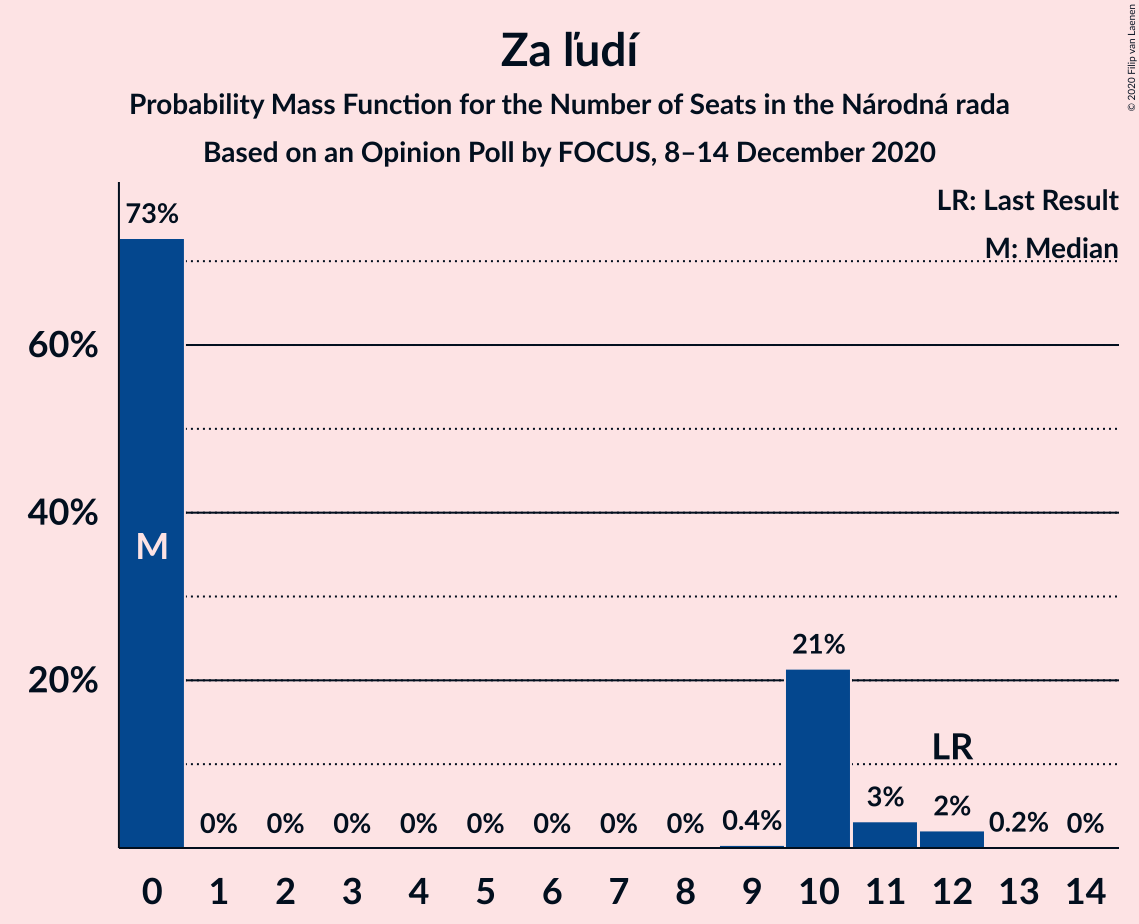 Za ľudí
Probability Mass Function for the Number of Seats in the Národná rada
Based on an Opinion Poll by FOCUS, 8–14 December 2020
© 2020 Filip van Laenen
LR: Last Result
M: Median
73%
60%
40%
M
21%
20%
LR
0% 0% 0% 0% 0% 0% 0% 0% 0.4% 3% 2% 0.2% 0%
0 1 2 3 4 5 6 7 8 9 10 11 12 13 14